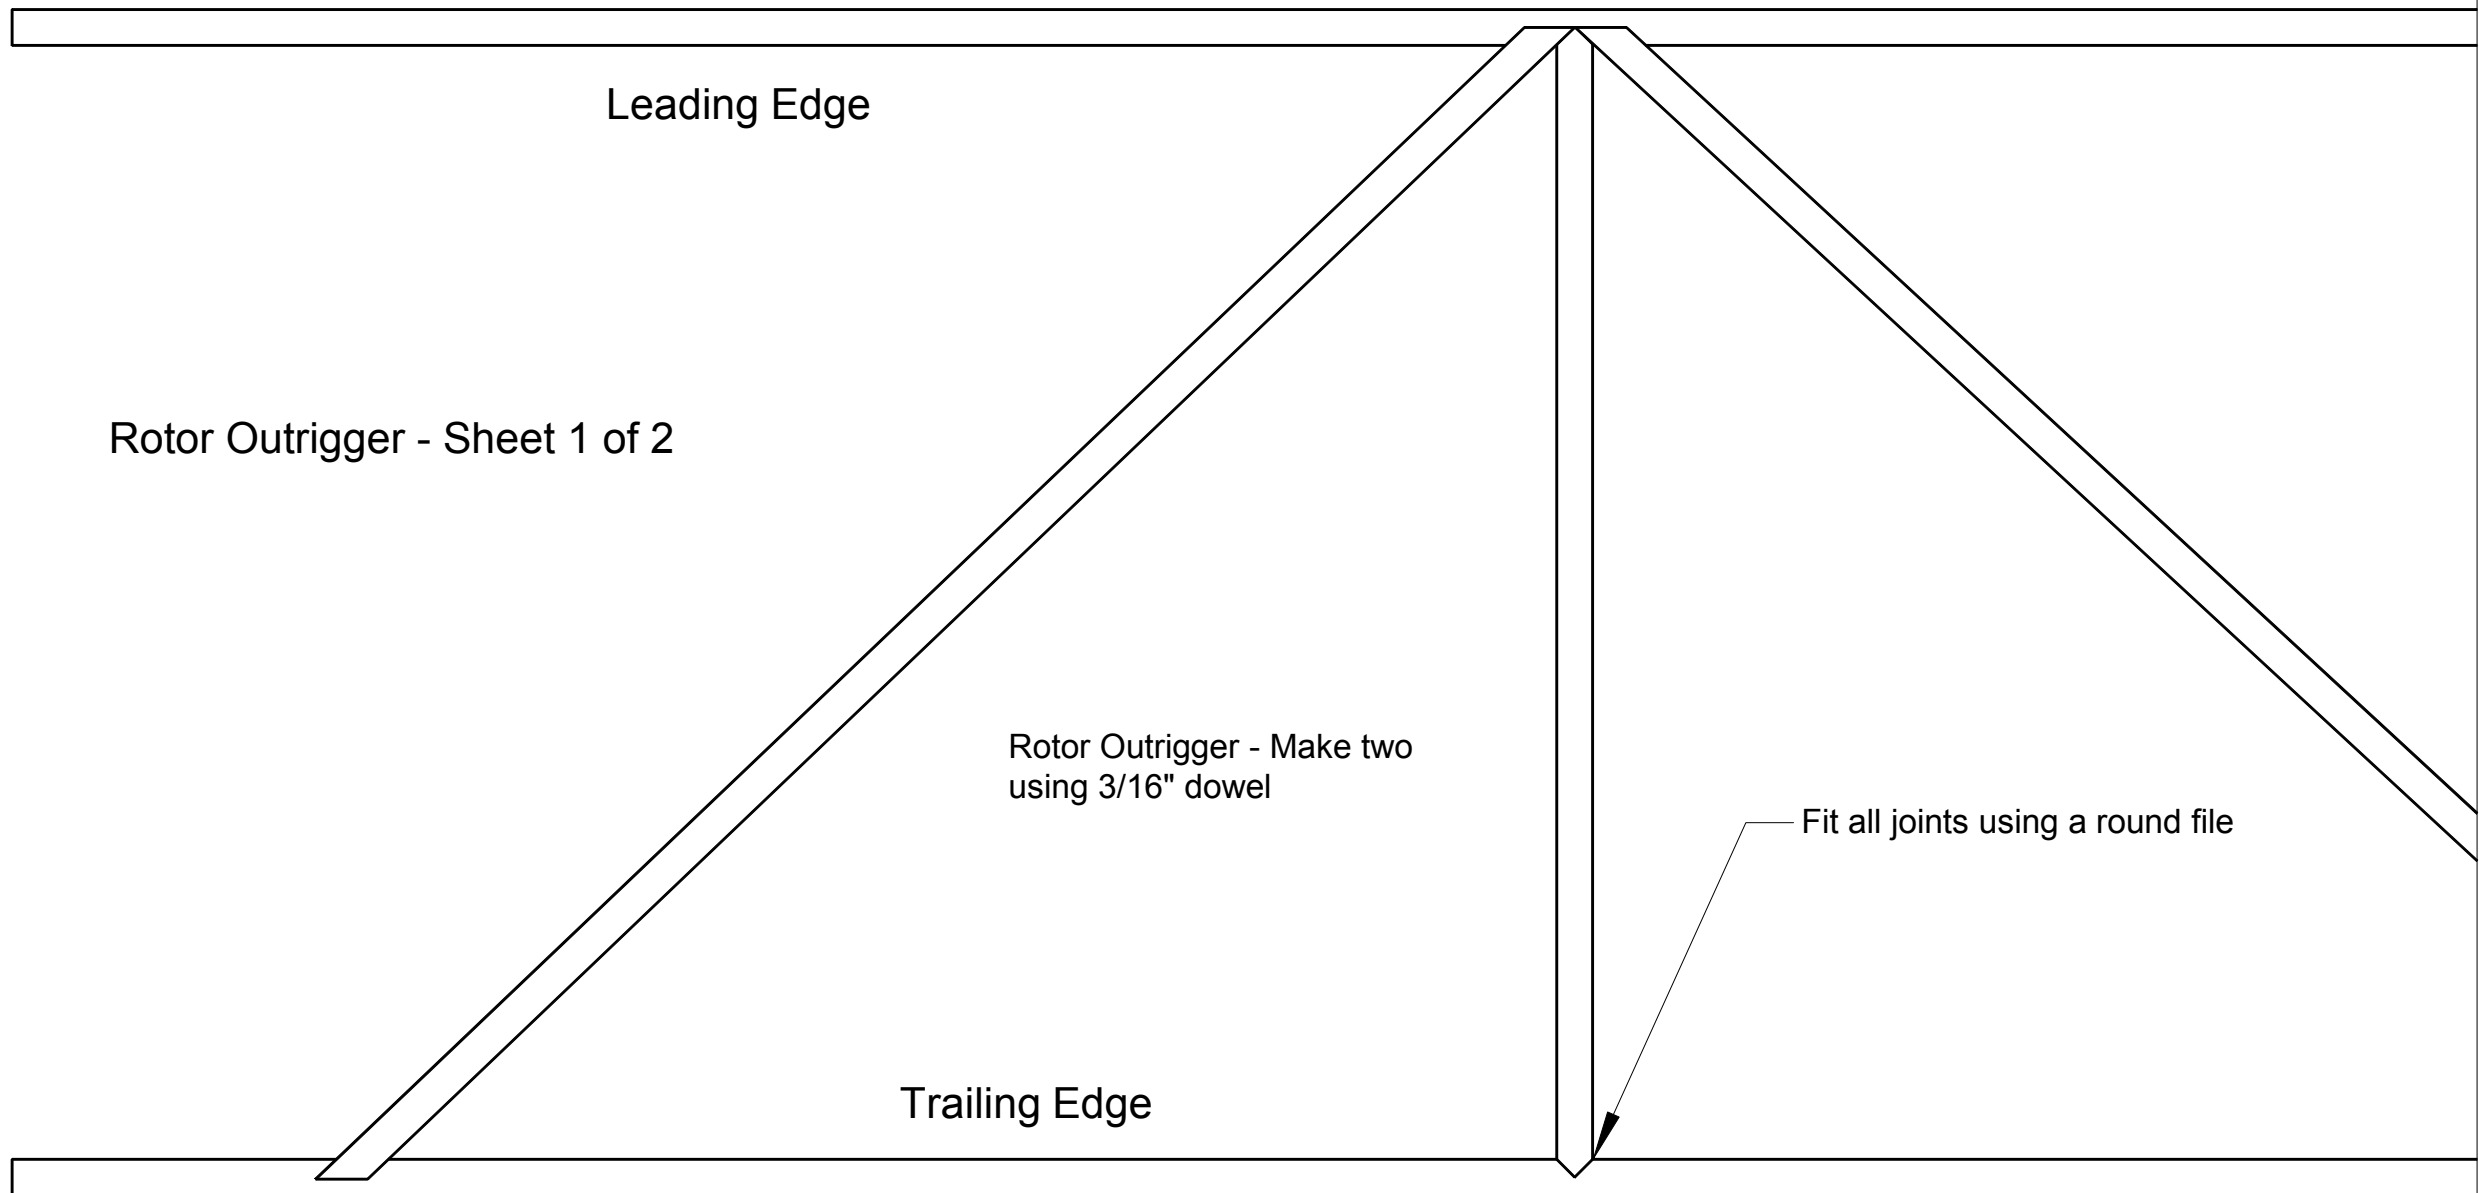 Leading Edge
Rotor Outrigger - Sheet 1 of 2
Rotor Outrigger - Make two
using 3/16" dowel
Fit all joints using a round file
Trailing Edge